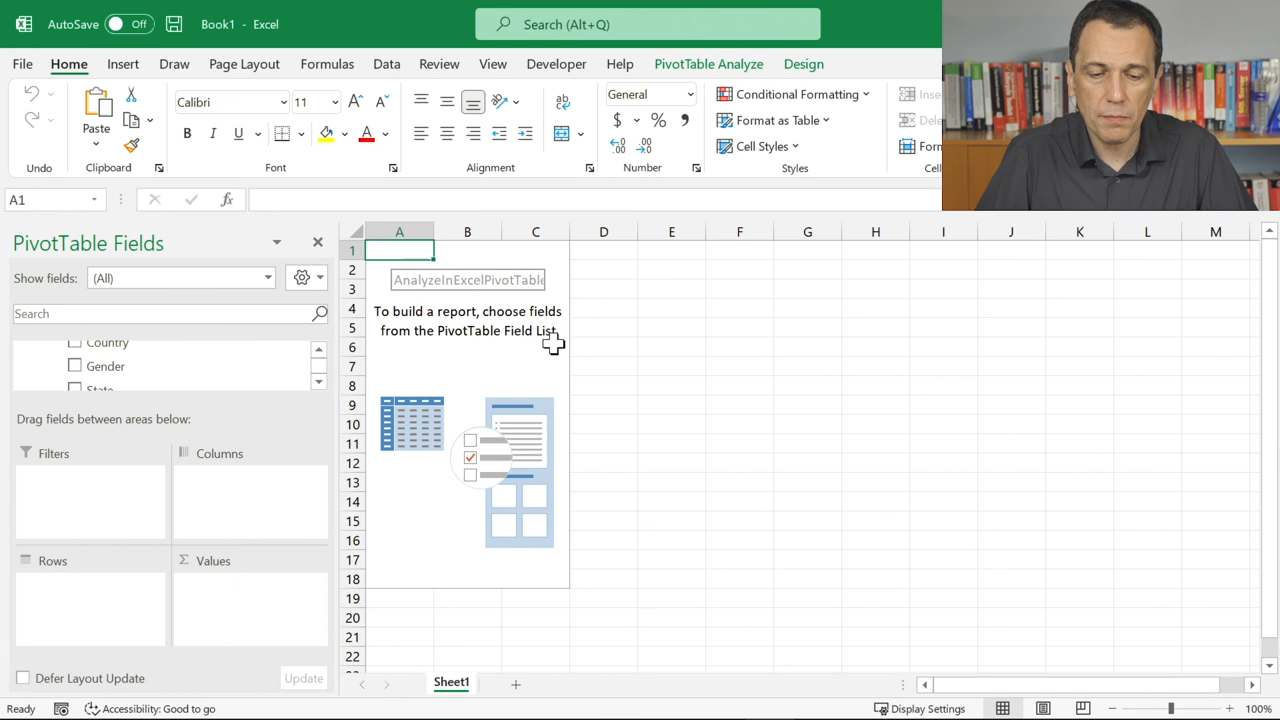 AutoSave Off Book1 - Excel Search (Alt+Q)
File Home Insert Draw Page Layout Formulas Data Review View Developer Help PivotTable Analyze Design
Calibri 11 General Conditional Formatting
Paste Format as Table
Cell Styles
Undo Clipboard Font Alignment Number Styles
A1
PivotTable Fields
Show fields: (All)
Search
Country
Gender
State
Drag fields between areas below:
Filters Columns
Rows Values
Defer Layout Update Update
A B C D E F G H I J K L M
1
2
3
4
5
6
7
8
9
10
11
12
13
14
15
16
17
18
19
20
21
22
AnalyzeInExcelPivotTable
To build a report, choose fields
from the PivotTable Field List
Sheet1
Ready Accessibility: Good to go Display Settings 100%